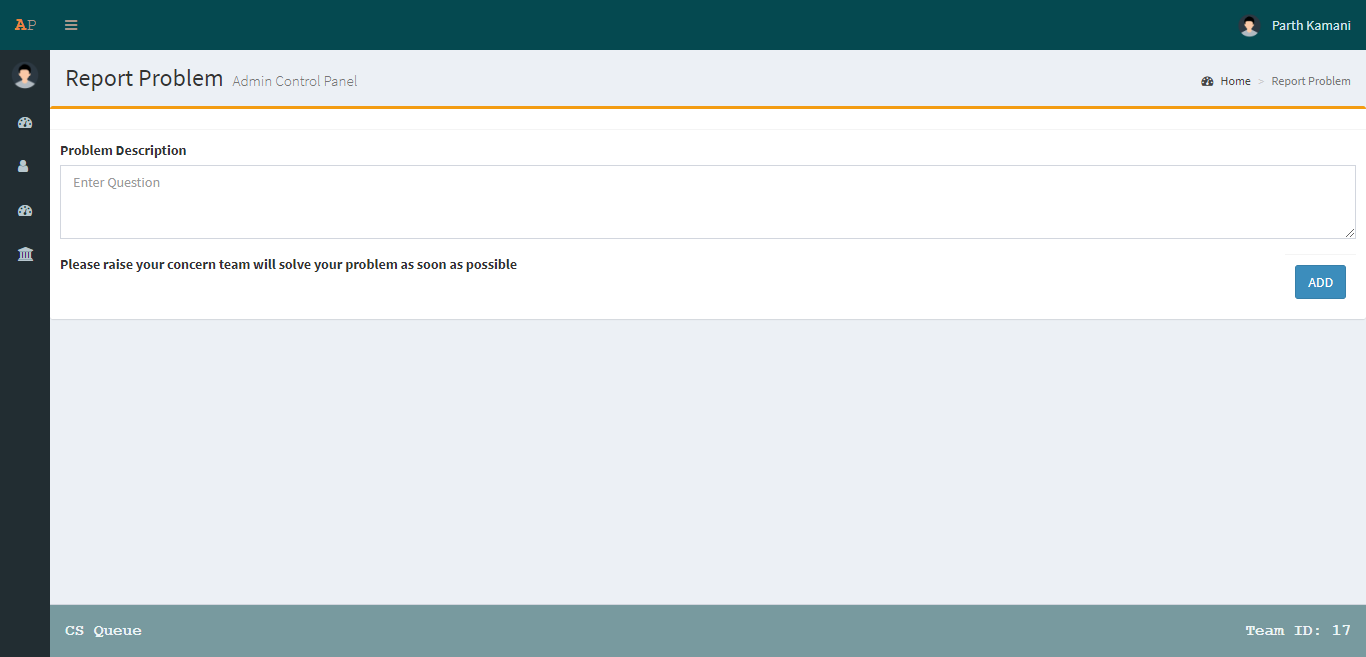 AP
Parth Kamani
Report Problem Admin Control Panel
Home > Report Problem
Problem Description
Enter Question
Please raise your concern team will solve your problem as soon as possible
ADD
CS Queue
Team ID: 17